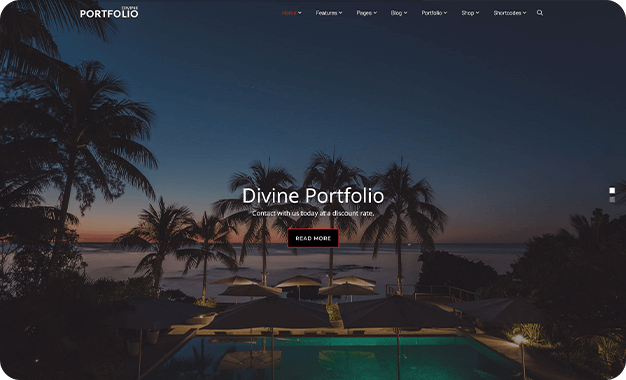 DIVINE
PORTFOLIO
Home Features Pages Blog Portfolio Shop Shortcodes
Divine Portfolio
Contact with us today at a discount rate.
READ MORE